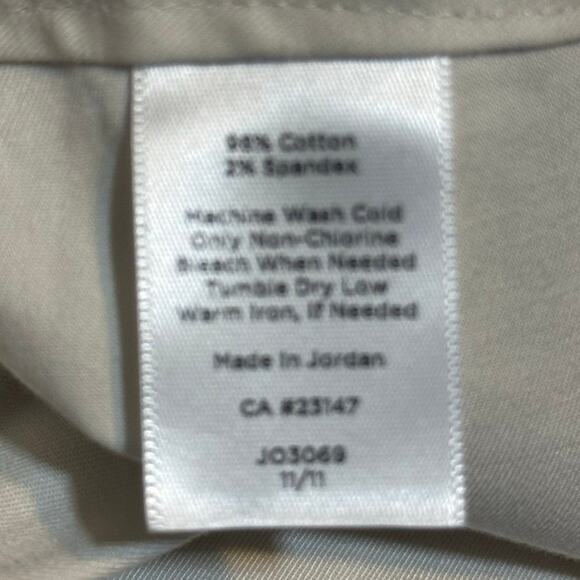 98% Cotton
2% Spandex
Machine Wash Cold
Only Non-Chlorine
Bleach When Needed
Tumble Dry Low
Warm Iron, If Needed
Made In Jordan
CA #23147
JO3069
11/11